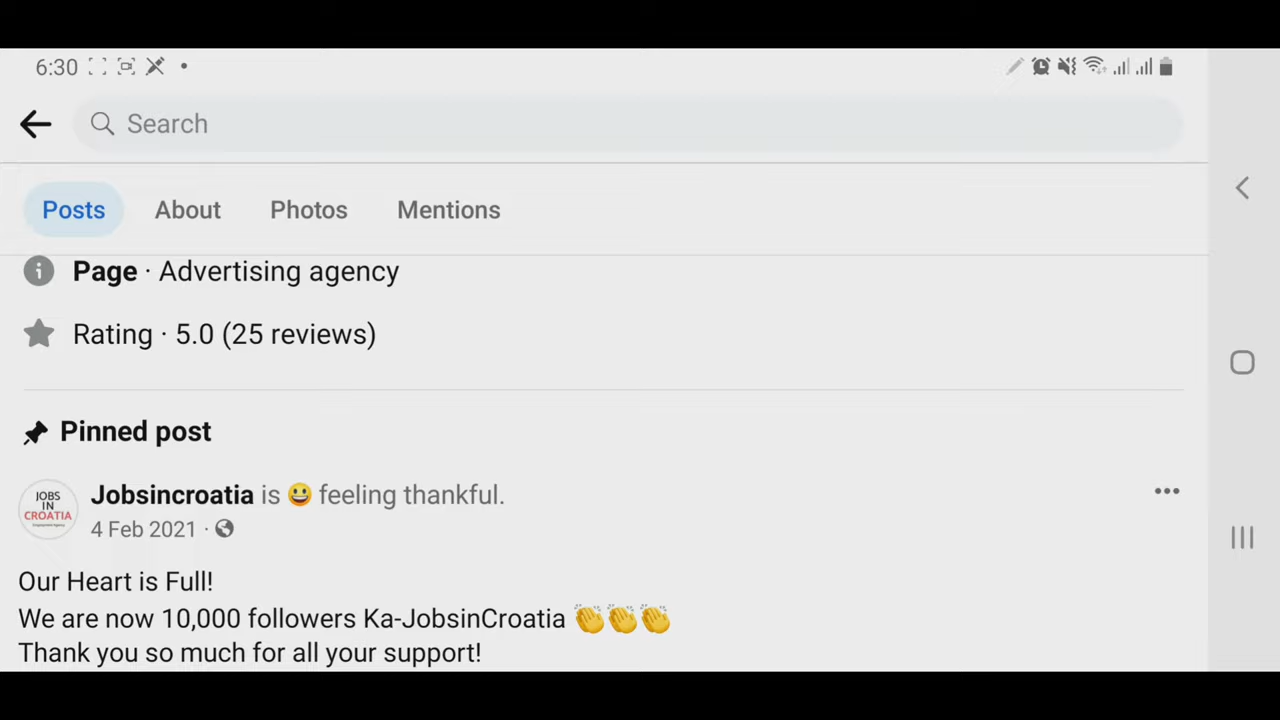 6:30
Search
Posts About Photos Mentions
Page · Advertising agency
Rating · 5.0 (25 reviews)
Pinned post
JOBS
IN
CROATIA
Jobsincroatia is 😃 feeling thankful.
4 Feb 2021 ·
Our Heart is Full!
We are now 10,000 followers Ka-JobsinCroatia 👏👏👏
Thank you so much for all your support!